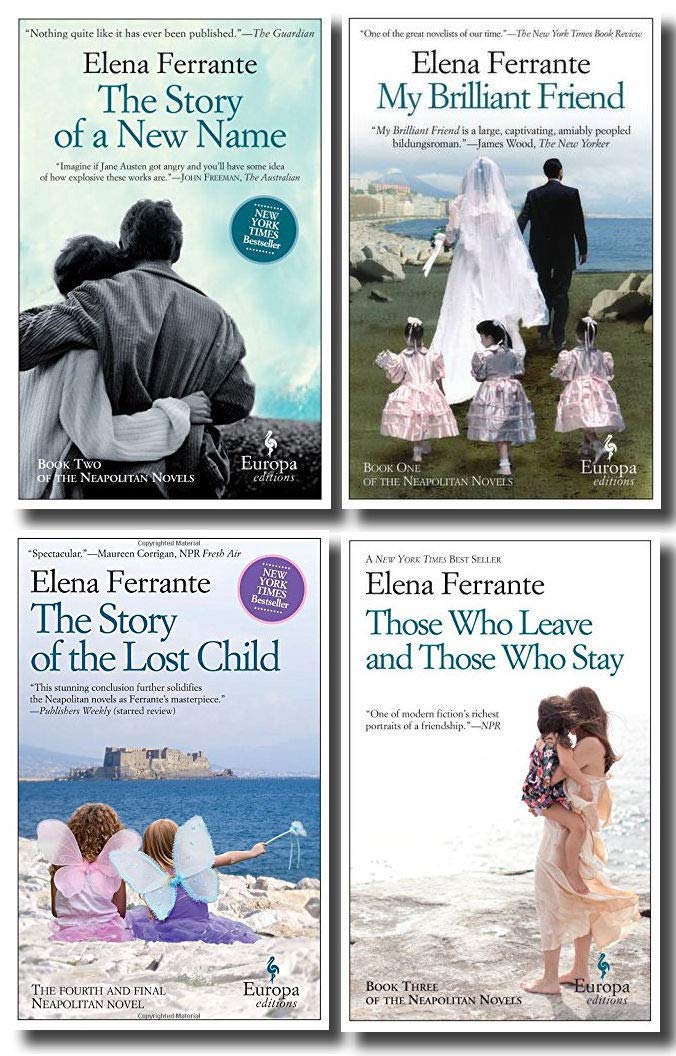 "Nothing quite like it has ever been published."—The Guardian
Elena Ferrante
The Story
of a New Name
"Imagine if Jane Austen got angry and you'll have some idea
of how explosive these works are."—John Freeman, The Australian
NEW
YORK
TIMES
Bestseller
Book Two
of the Neapolitan Novels
Europa
editions
"One of the great novelists of our time."—The New York Times Book Review
Elena Ferrante
My Brilliant Friend
"My Brilliant Friend is a large, captivating, amiably peopled
bildungsroman."—James Wood, The New Yorker
Book One
of the Neapolitan Novels
Europa
editions
Copyrighted Material
"Spectacular."—Maureen Corrigan, NPR Fresh Air
Elena Ferrante
NEW
YORK
TIMES
Bestseller
The Story
of the Lost Child
"This stunning conclusion further solidifies
the Neapolitan novels as Ferrante's masterpiece."
—Publishers Weekly (starred review)
The fourth and final
Neapolitan novel
Europa
editions
Copyrighted Material
A New York Times Best Seller
Elena Ferrante
Those Who Leave
and Those Who Stay
"One of modern fiction's richest
portraits of a friendship."—NPR
Book Three
of the Neapolitan Novels
Europa
editions